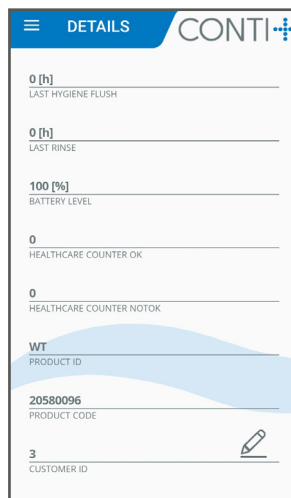 DETAILS
CONTI+
0 [h]
LAST HYGIENE FLUSH
0 [h]
LAST RINSE
100 [%]
BATTERY LEVEL
0
HEALTHCARE COUNTER OK
0
HEALTHCARE COUNTER NOTOK
WT
PRODUCT ID
20580096
PRODUCT CODE
3
CUSTOMER ID